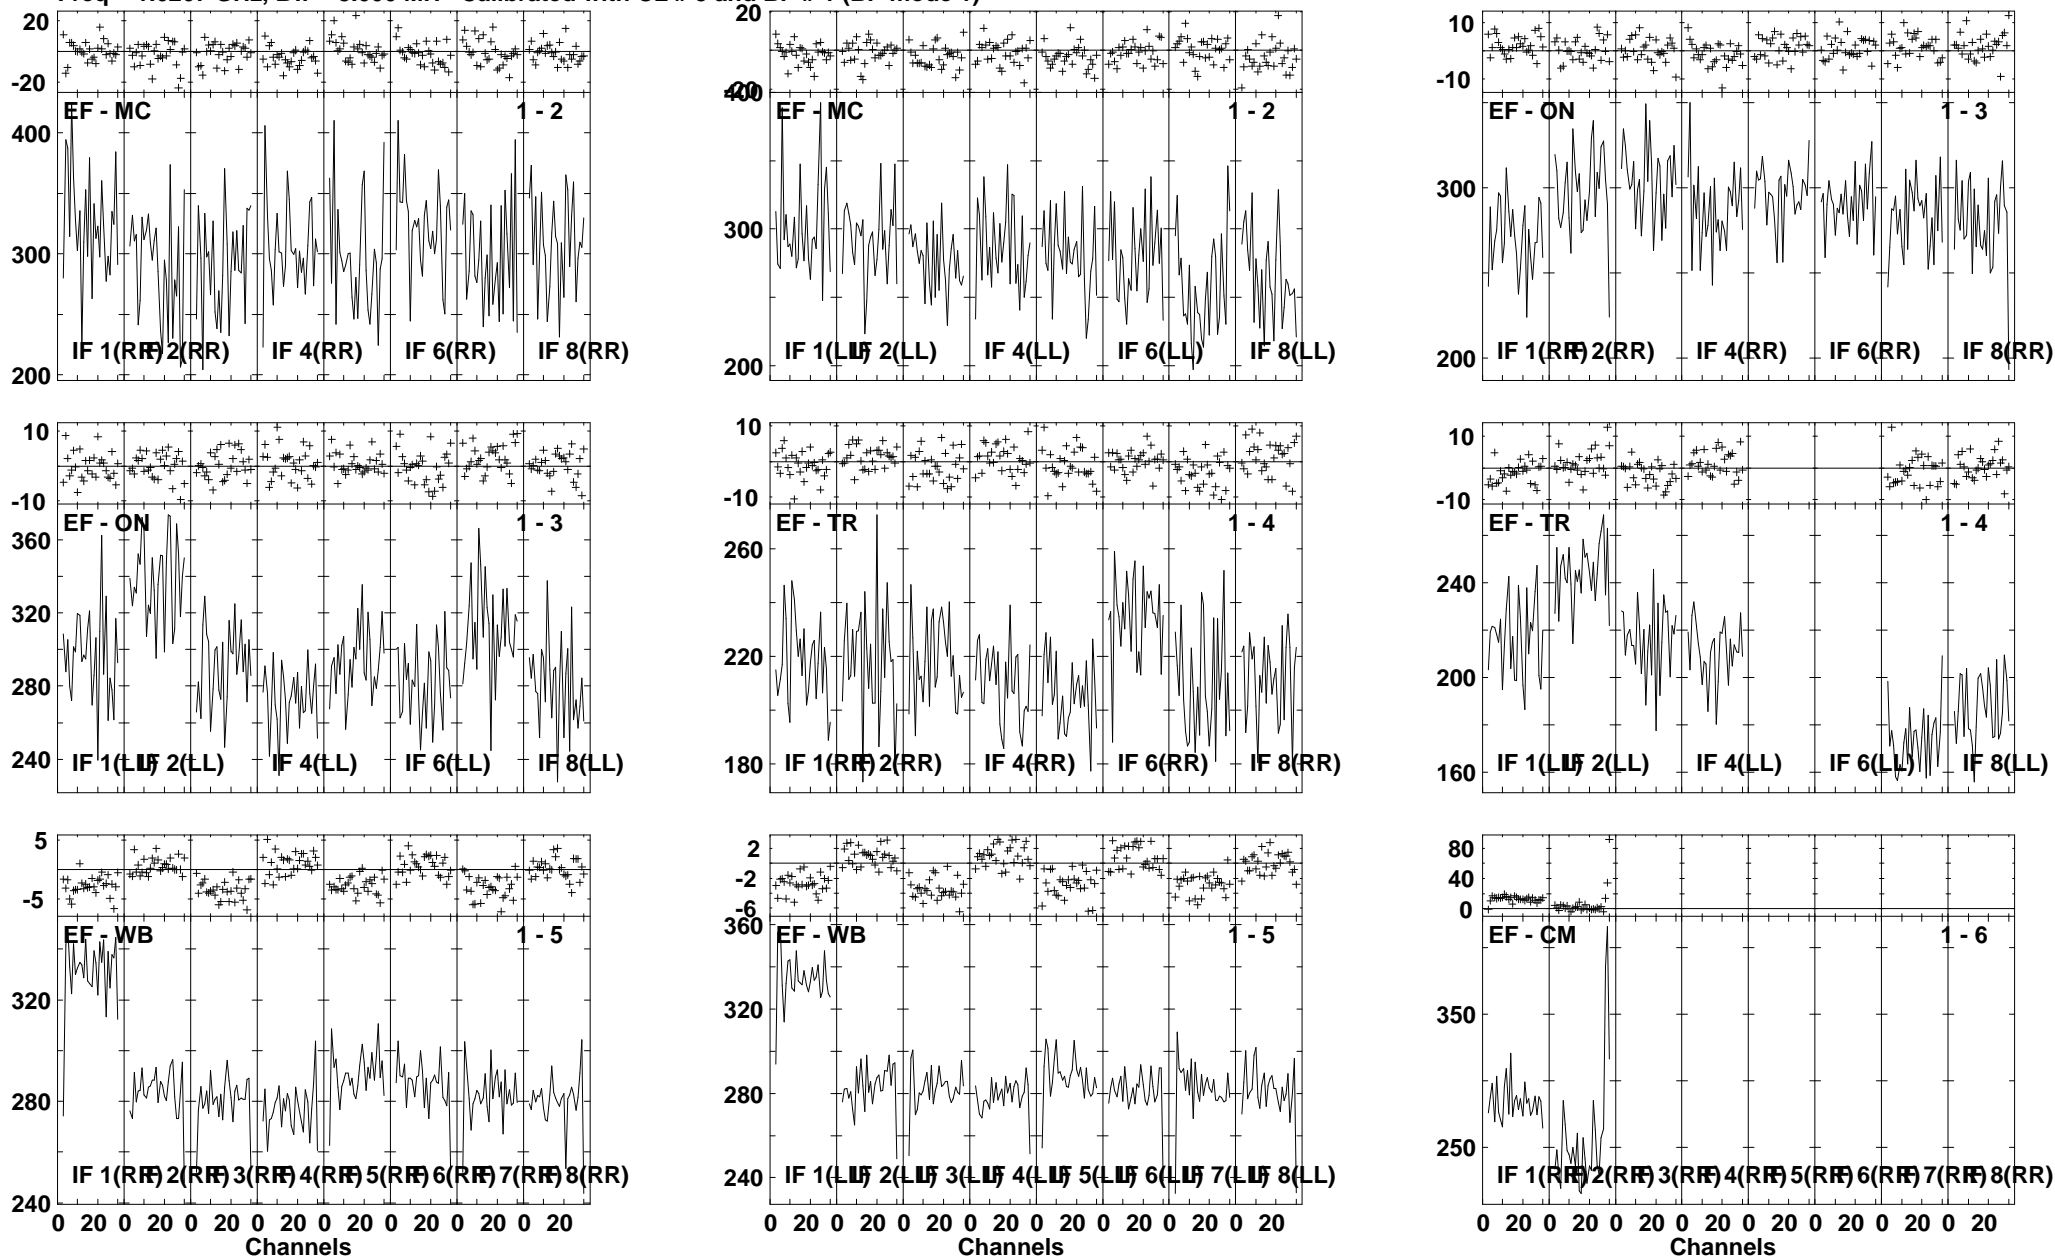 20
-20
EF - MC 1 - 2
400
300
200
IF 1(RR) IF 2(RR) IF 4(RR) IF 6(RR) IF 8(RR)
20
-20
400
EF - MC 1 - 2
300
200
IF 1(LL) IF 2(LL) IF 4(LL) IF 6(LL) IF 8(LL)
10
-10
EF - ON 1 - 3
300
200
IF 1(RR) IF 2(RR) IF 4(RR) IF 6(RR) IF 8(RR)
10
-10
EF - ON 1 - 3
360
320
280
240
IF 1(LL) IF 2(LL) IF 4(LL) IF 6(LL) IF 8(LL)
10
-10
EF - TR 1 - 4
260
220
180
IF 1(RR) IF 2(RR) IF 4(RR) IF 6(RR) IF 8(RR)
10
-10
EF - TR 1 - 4
240
200
160
IF 1(LL) IF 2(LL) IF 4(LL) IF 6(LL) IF 8(LL)
5
-5
EF - WB 1 - 5
320
280
240
IF 1(RR) IF 2(RR) IF 3(RR) IF 4(RR) IF 5(RR) IF 6(RR) IF 7(RR) IF 8(RR)
0 20 0 20 0 20 0 20 0 20 0 20 0 20 0 20
Channels
2
-2
-6
360
EF - WB 1 - 5
320
280
240
IF 1(LL) IF 2(LL) IF 3(LL) IF 4(LL) IF 5(LL) IF 6(LL) IF 7(LL) IF 8(LL)
0 20 0 20 0 20 0 20 0 20 0 20 0 20 0 20
Channels
80
40
0
EF - CM 1 - 6
350
250
IF 1(RR) IF 2(RR) IF 3(RR) IF 4(RR) IF 5(RR) IF 6(RR) IF 7(RR) IF 8(RR)
0 20 0 20 0 20 0 20 0 20 0 20 0 20 0 20
Channels